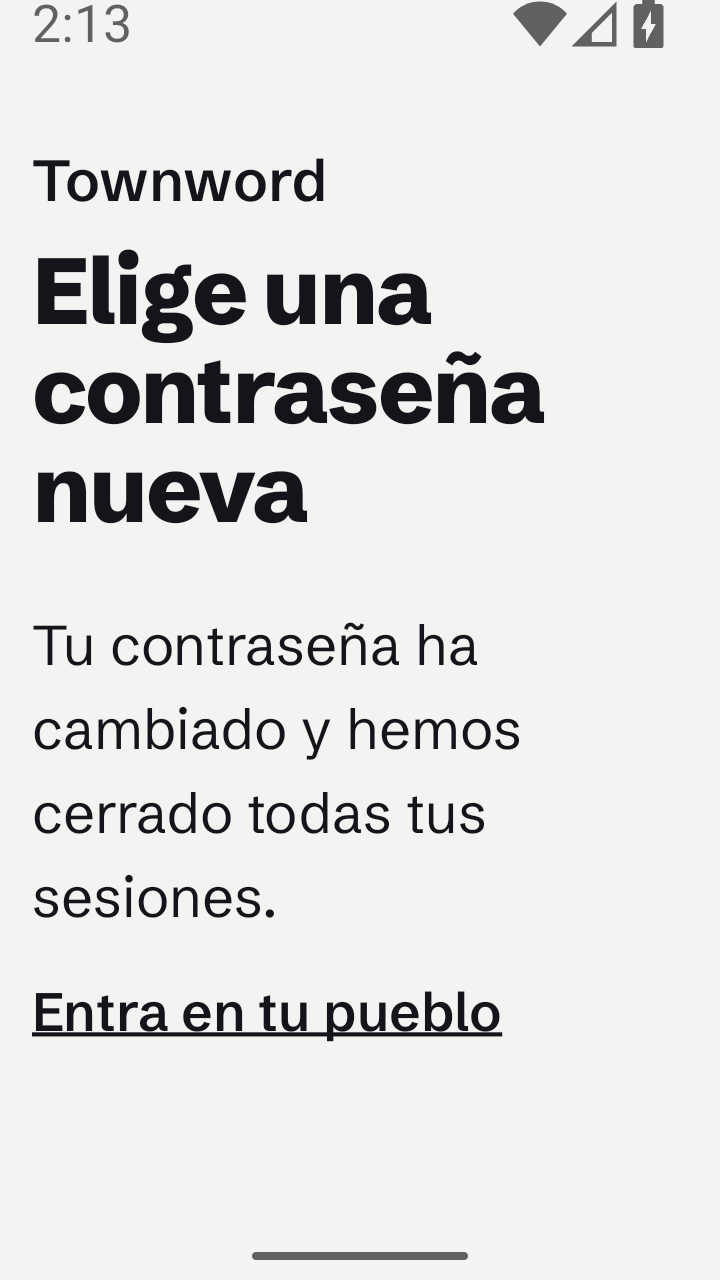 2:13
Townword
Elige una
contraseña
nueva
Tu contraseña ha
cambiado y hemos
cerrado todas tus
sesiones.
Entra en tu pueblo